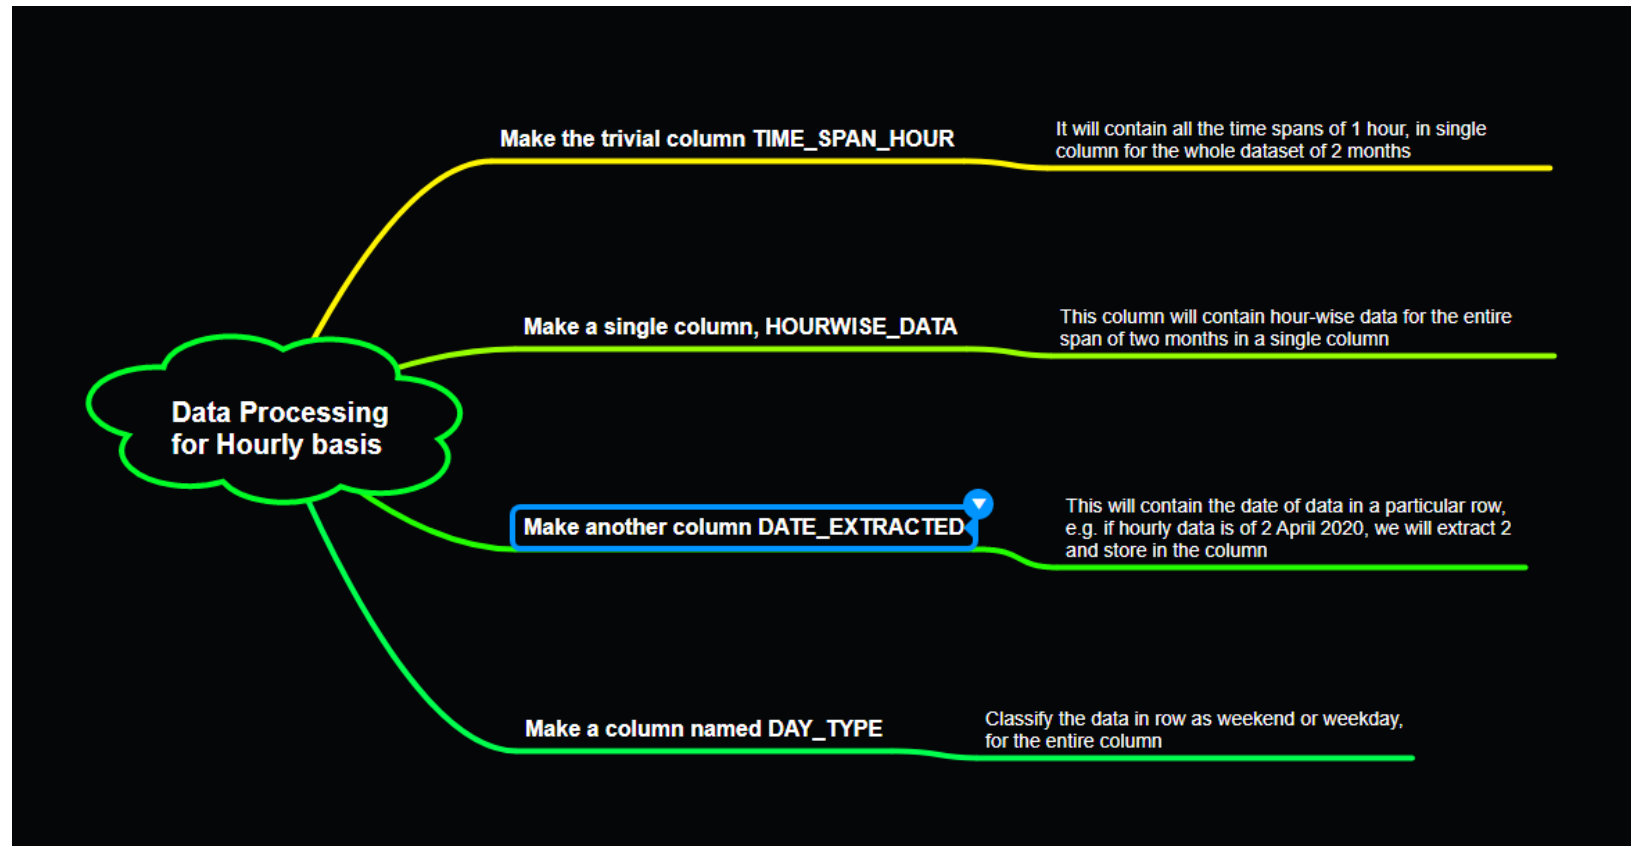 Make the trivial column TIME_SPAN_HOUR
It will contain all the time spans of 1 hour, in single
column for the whole dataset of 2 months
Make a single column, HOURWISE_DATA
This column will contain hour-wise data for the entire
span of two months in a single column
Data Processing
for Hourly basis
Make another column DATE_EXTRACTED
This will contain the date of data in a particular row,
e.g. if hourly data is of 2 April 2020, we will extract 2
and store in the column
Make a column named DAY_TYPE
Classify the data in row as weekend or weekday,
for the entire column